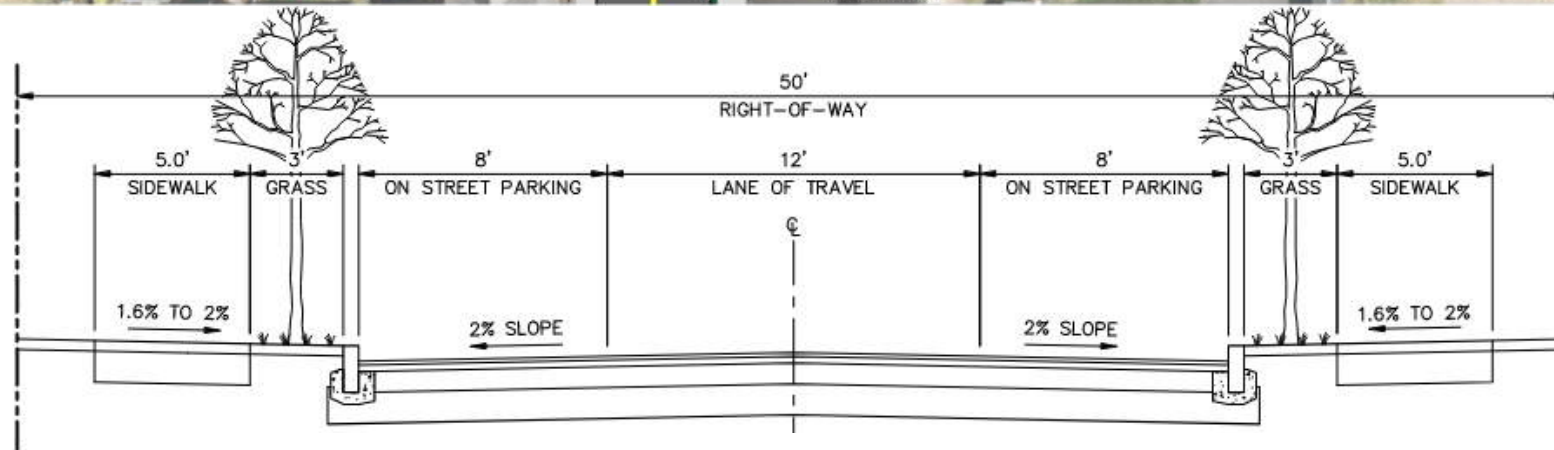 50'
RIGHT-OF-WAY
5.0' 3' 8' 12' 8' 3' 5.0'
SIDEWALK GRASS ON STREET PARKING LANE OF TRAVEL ON STREET PARKING GRASS SIDEWALK
℄
1.6% TO 2% 2% SLOPE 2% SLOPE 1.6% TO 2%